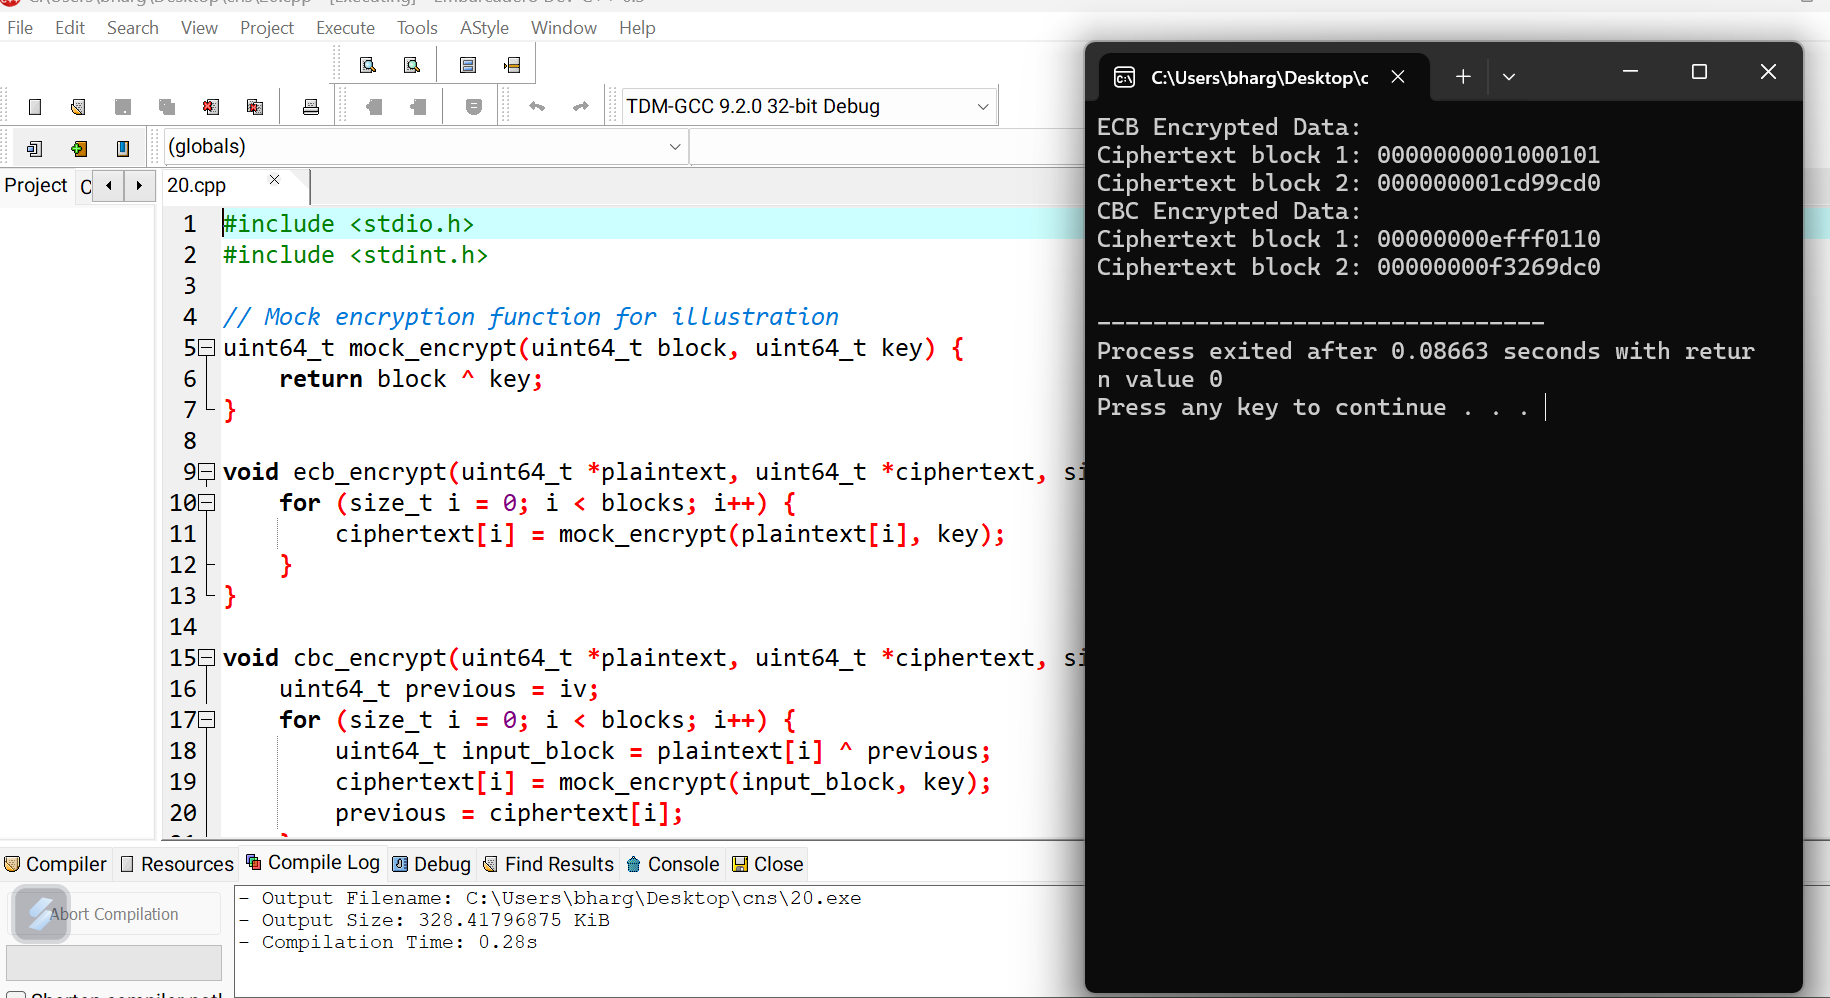 File Edit Search View Project Execute Tools AStyle Window Help
TDM-GCC 9.2.0 32-bit Debug
(globals)
Project
20.cpp
1 #include <stdio.h>
2 #include <stdint.h>
3
4 // Mock encryption function for illustration
5 uint64_t mock_encrypt(uint64_t block, uint64_t key) {
6 return block ^ key;
7 }
8
9 void ecb_encrypt(uint64_t *plaintext, uint64_t *ciphertext, si
10 for (size_t i = 0; i < blocks; i++) {
11 ciphertext[i] = mock_encrypt(plaintext[i], key);
12 }
13 }
14
15 void cbc_encrypt(uint64_t *plaintext, uint64_t *ciphertext, si
16 uint64_t previous = iv;
17 for (size_t i = 0; i < blocks; i++) {
18 uint64_t input_block = plaintext[i] ^ previous;
19 ciphertext[i] = mock_encrypt(input_block, key);
20 previous = ciphertext[i];
Compiler Resources Compile Log Debug Find Results Console Close
Abort Compilation
- Output Filename: C:\Users\bharg\Desktop\cns\20.exe
- Output Size: 328.41796875 KiB
- Compilation Time: 0.28s
C:\Users\bharg\Desktop\c
ECB Encrypted Data:
Ciphertext block 1: 0000000001000101
Ciphertext block 2: 000000001cd99cd0
CBC Encrypted Data:
Ciphertext block 1: 00000000efff0110
Ciphertext block 2: 00000000f3269dc0
--------------------------------
Process exited after 0.08663 seconds with retur
n value 0
Press any key to continue . . .